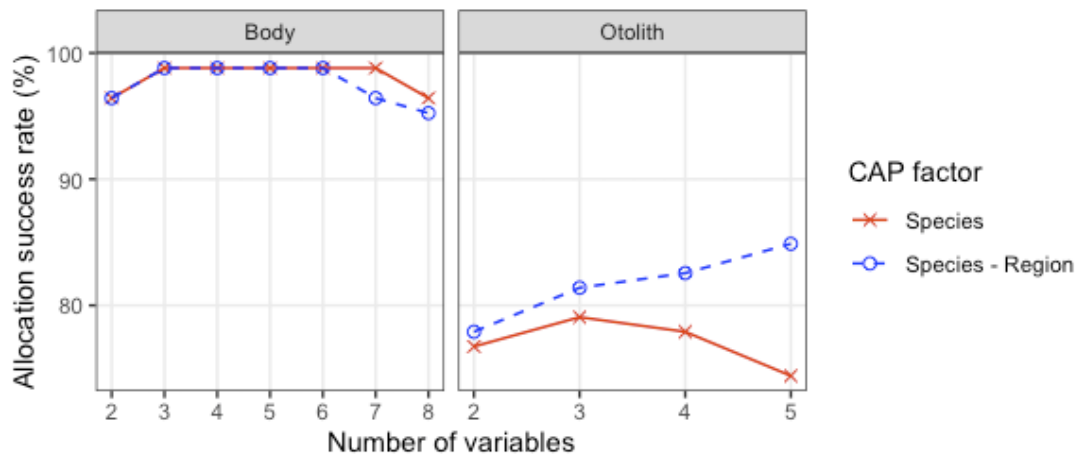 Body
Otolith
Allocation success rate (%)
100
90
80
2 3 4 5 6 7 8
2 3 4 5
Number of variables
CAP factor
Species
Species - Region